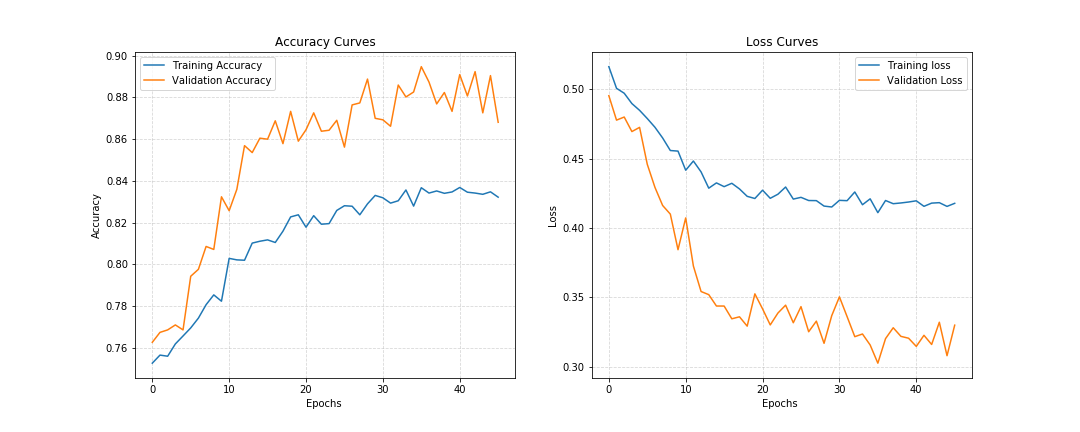 Accuracy Curves
Training Accuracy
Validation Accuracy
Accuracy
0.90
0.88
0.86
0.84
0.82
0.80
0.78
0.76
0
10
20
30
40
Epochs
Loss Curves
Training loss
Validation Loss
Loss
0.50
0.45
0.40
0.35
0.30
0
10
20
30
40
Epochs